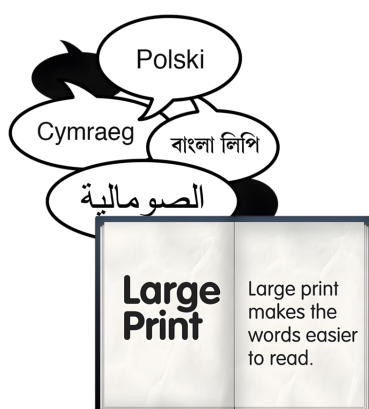 Polski
Cymraeg
বাংলা লিপি
الصومالية
Large
Print
Large print
makes the
words easier
to read.